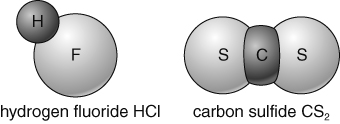 H
F
S C S
hydrogen fluoride HCl
carbon sulfide CS₂